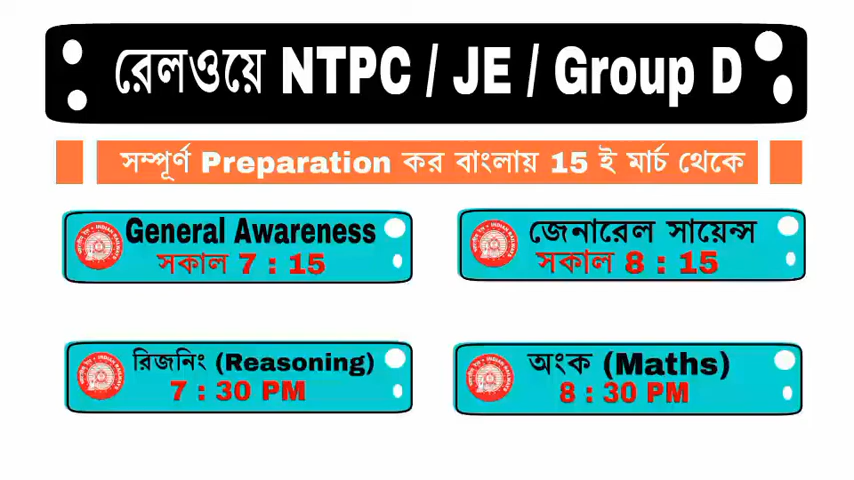 রেলওয়ে NTPC / JE / Group D
সম্পূর্ণ Preparation কর বাংলায় 15 ই মার্চ থেকে
General Awareness
সকাল 7 : 15
জেনারেল সায়েন্স
সকাল 8 : 15
রিজনিং (Reasoning)
7 : 30 PM
অংক (Maths)
8 : 30 PM